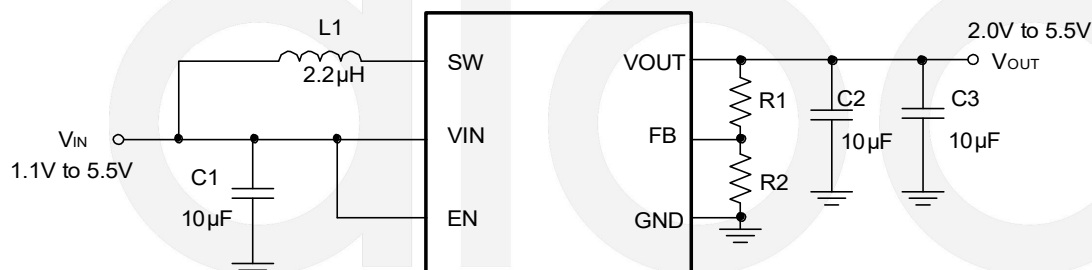 L1
2.2µH
SW
VIN
EN
VOUT
FB
GND
VIN
1.1V to 5.5V
C1
10µF
R1
R2
C2
10µF
C3
10µF
2.0V to 5.5V
VOUT